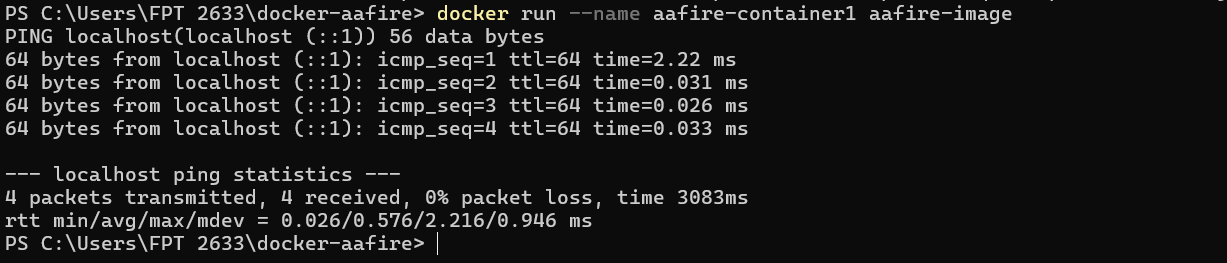 PS C:\Users\FPT 2633\docker-aafire> docker run --name aafire-container1 aafire-image
PING localhost(localhost (::1)) 56 data bytes
64 bytes from localhost (::1): icmp_seq=1 ttl=64 time=2.22 ms
64 bytes from localhost (::1): icmp_seq=2 ttl=64 time=0.031 ms
64 bytes from localhost (::1): icmp_seq=3 ttl=64 time=0.026 ms
64 bytes from localhost (::1): icmp_seq=4 ttl=64 time=0.033 ms

--- localhost ping statistics ---
4 packets transmitted, 4 received, 0% packet loss, time 3083ms
rtt min/avg/max/mdev = 0.026/0.576/2.216/0.946 ms
PS C:\Users\FPT 2633\docker-aafire>